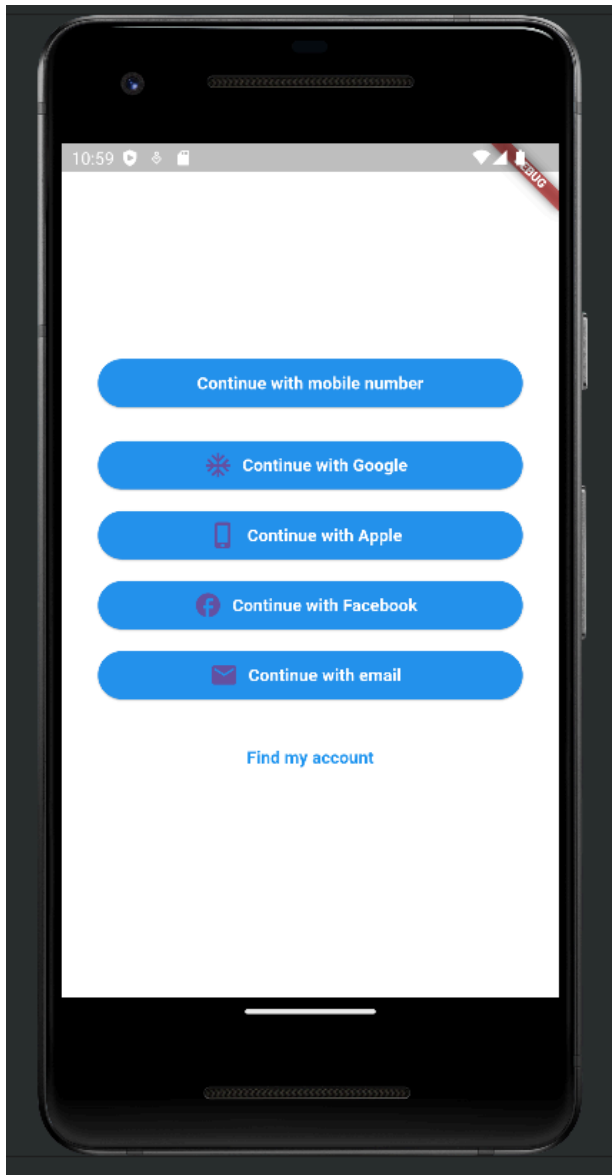 10:59
DEBUG
Continue with mobile number
Continue with Google
Continue with Apple
Continue with Facebook
Continue with email
Find my account